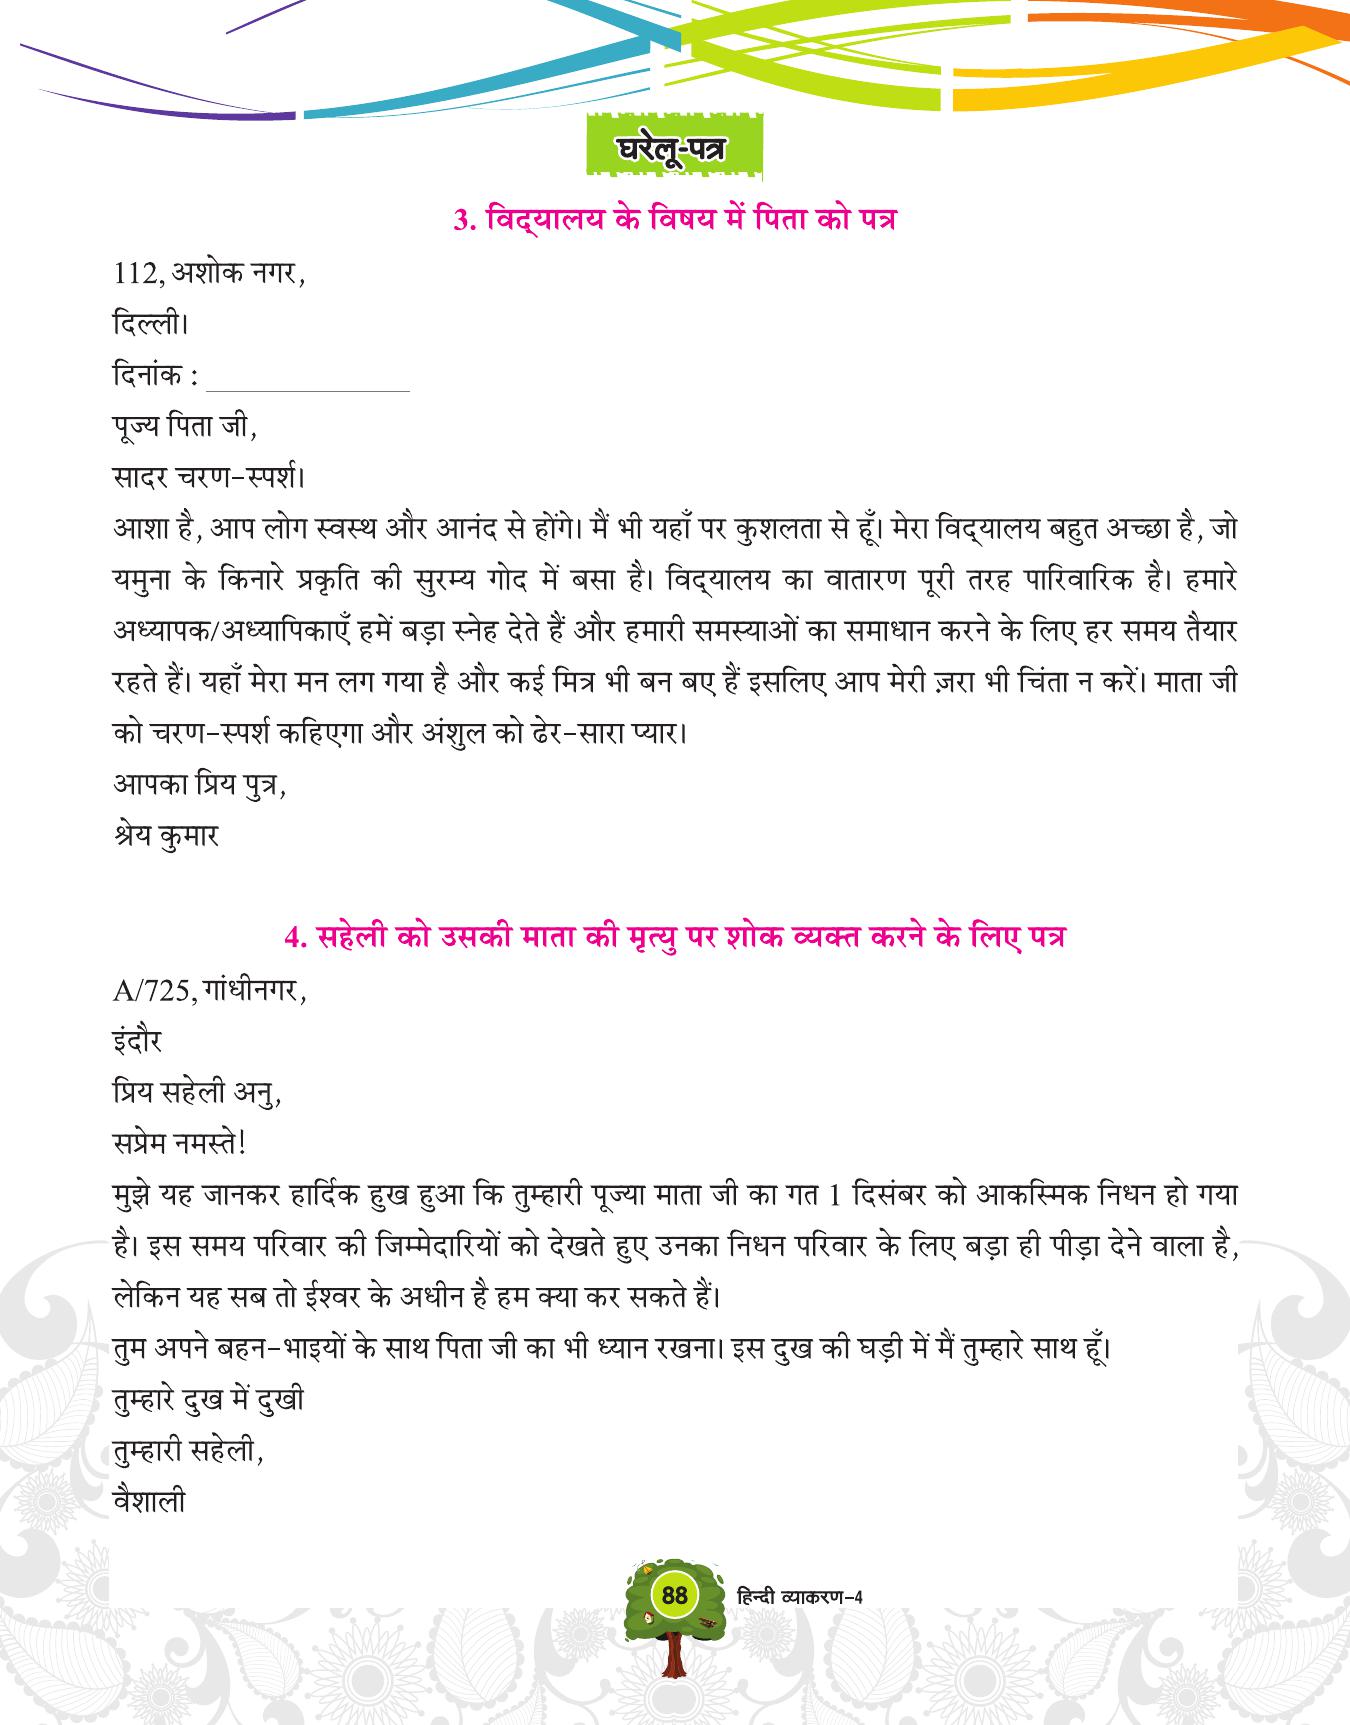 घरेलू-पत्र
3. विद्यालय के विषय में पिता को पत्र
112, अशोक नगर,
दिल्ली।
दिनांक : _______________
पूज्य पिता जी,
सादर चरण-स्पर्श।
आशा है, आप लोग स्वस्थ और आनंद से होंगे। मैं भी यहाँ पर कुशलता से हूँ। मेरा विद्यालय बहुत अच्छा है, जो
यमुना के किनारे प्रकृति की सुरम्य गोद में बसा है। विद्यालय का वातारण पूरी तरह पारिवारिक है। हमारे
अध्यापक/अध्यापिकाएँ हमें बड़ा स्नेह देते हैं और हमारी समस्याओं का समाधान करने के लिए हर समय तैयार
रहते हैं। यहाँ मेरा मन लग गया है और कई मित्र भी बन बए हैं इसलिए आप मेरी ज़रा भी चिंता न करें। माता जी
को चरण-स्पर्श कहिएगा और अंशुल को ढेर-सारा प्यार।
आपका प्रिय पुत्र,
श्रेय कुमार
4. सहेली को उसकी माता की मृत्यु पर शोक व्यक्त करने के लिए पत्र
A/725, गांधीनगर,
इंदौर
प्रिय सहेली अनु,
सप्रेम नमस्ते!
मुझे यह जानकर हार्दिक हुख हुआ कि तुम्हारी पूज्या माता जी का गत 1 दिसंबर को आकस्मिक निधन हो गया
है। इस समय परिवार की जिम्मेदारियों को देखते हुए उनका निधन परिवार के लिए बड़ा ही पीड़ा देने वाला है,
लेकिन यह सब तो ईश्वर के अधीन है हम क्या कर सकते हैं।
तुम अपने बहन-भाइयों के साथ पिता जी का भी ध्यान रखना। इस दुख की घड़ी में मैं तुम्हारे साथ हूँ।
तुम्हारे दुख में दुखी
तुम्हारी सहेली,
वैशाली
88 हिन्दी व्याकरण-4